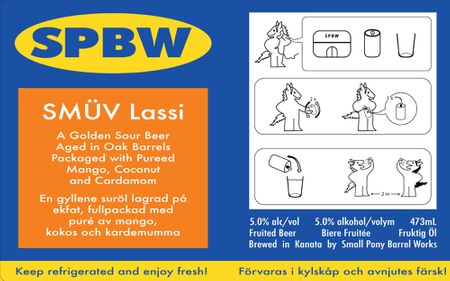 SPBW
SMÜV Lassi
A Golden Sour Beer
Aged in Oak Barrels
Packaged with Pureed
Mango, Coconut
and Cardamom
En gyllene suröl lagrad på
ekfat, fullpackad med
puré av mango,
kokos och kardemumma
SPBW
2 m
5.0% alc/vol 5.0% alkohol/volym 473mL
Fruited Beer Biere Fruitée Fruktig Öl
Brewed in Kanata by Small Pony Barrel Works
Keep refrigerated and enjoy fresh!
Förvaras i kylskåp och avnjutes färsk!